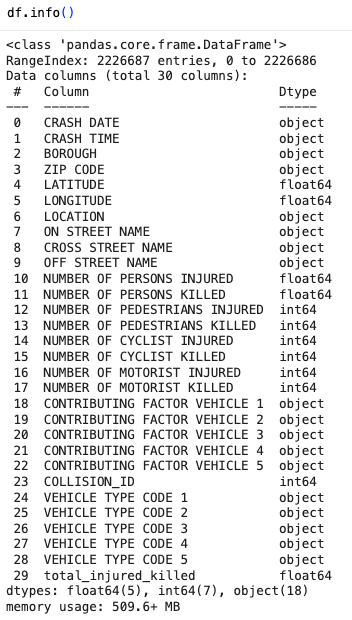 df.info()
<class 'pandas.core.frame.DataFrame'>
RangeIndex: 2226687 entries, 0 to 2226686
Data columns (total 30 columns):
 #   Column                         Dtype
---  ------                         -----
 0   CRASH DATE                     object
 1   CRASH TIME                     object
 2   BOROUGH                        object
 3   ZIP CODE                       object
 4   LATITUDE                       float64
 5   LONGITUDE                      float64
 6   LOCATION                       object
 7   ON STREET NAME                 object
 8   CROSS STREET NAME              object
 9   OFF STREET NAME                object
 10  NUMBER OF PERSONS INJURED      float64
 11  NUMBER OF PERSONS KILLED       float64
 12  NUMBER OF PEDESTRIANS INJURED  int64
 13  NUMBER OF PEDESTRIANS KILLED   int64
 14  NUMBER OF CYCLIST INJURED      int64
 15  NUMBER OF CYCLIST KILLED       int64
 16  NUMBER OF MOTORIST INJURED     int64
 17  NUMBER OF MOTORIST KILLED      int64
 18  CONTRIBUTING FACTOR VEHICLE 1  object
 19  CONTRIBUTING FACTOR VEHICLE 2  object
 20  CONTRIBUTING FACTOR VEHICLE 3  object
 21  CONTRIBUTING FACTOR VEHICLE 4  object
 22  CONTRIBUTING FACTOR VEHICLE 5  object
 23  COLLISION_ID                   int64
 24  VEHICLE TYPE CODE 1            object
 25  VEHICLE TYPE CODE 2            object
 26  VEHICLE TYPE CODE 3            object
 27  VEHICLE TYPE CODE 4            object
 28  VEHICLE TYPE CODE 5            object
 29  total_injured_killed           float64
dtypes: float64(5), int64(7), object(18)
memory usage: 509.6+ MB